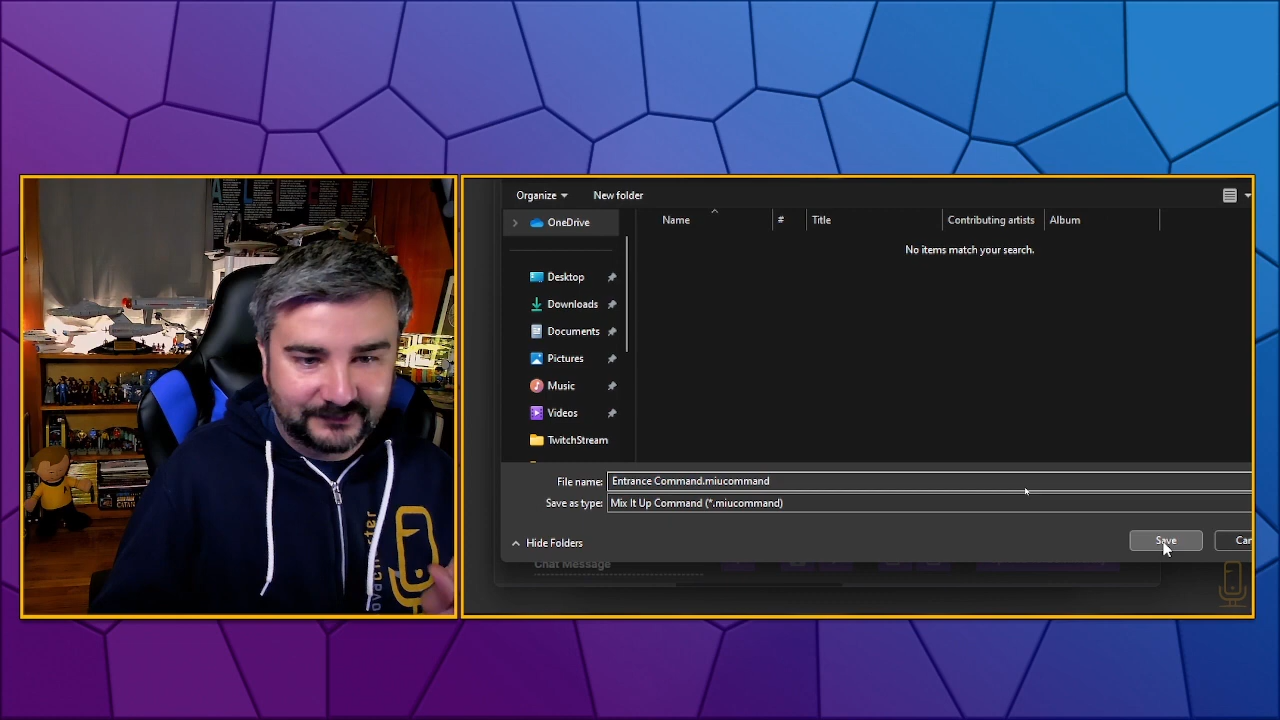 Organize
New folder
OneDrive
Name
#
Title
Contributing artists
Album
No items match your search.
Desktop
Downloads
Documents
Pictures
Music
Videos
TwitchStream
File name:
Entrance Command.miucommand
Save as type:
Mix It Up Command (*.miucommand)
Hide Folders
Save
Can
Chat Message
CATAN